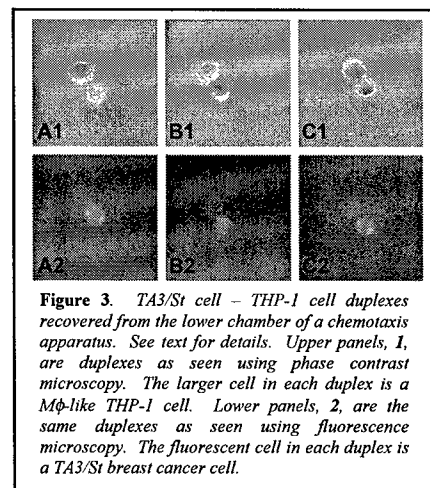 A1 B1 C1
A2 B2 C2
Figure 3. TA3/St cell – THP-1 cell duplexes
recovered from the lower chamber of a chemotaxis
apparatus. See text for details. Upper panels, 1,
are duplexes as seen using phase contrast
microscopy. The larger cell in each duplex is a
Mϕ-like THP-1 cell. Lower panels, 2, are the
same duplexes as seen using fluorescence
microscopy. The fluorescent cell in each duplex is
a TA3/St breast cancer cell.